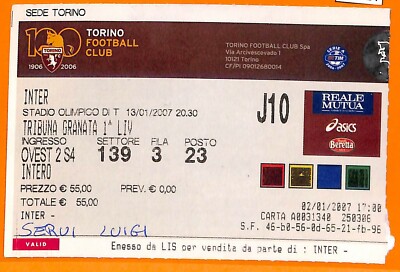 SEDE TORINO
100 TORINO FOOTBALL CLUB
1906 2006
TORINO FOOTBALL CLUB Spa
Via Arcivescovado 1
10121 Torino
CF/PI 09012680014
SERIE A
TIM
INTER
STADIO OLIMPICO DI T 13/01/2007 20.30
TRIBUNA GRANATA 1^ LIV
J10
INGRESSO SETTORE FILA POSTO
OVEST 2 S4 139 3 23
INTERO
REALE MUTUA
asics
Beretta
PREZZO € 55,00 PREV. € 0,00
TOTALE € 55,00
INTER -
SERVI LUIGI
02/01/2007 17:00
CARTA A0031340 250306
S.F. 46-b0-56-0d-65-21-fb-96
VALID
Emesso da LIS per vendita da parte di : INTER -